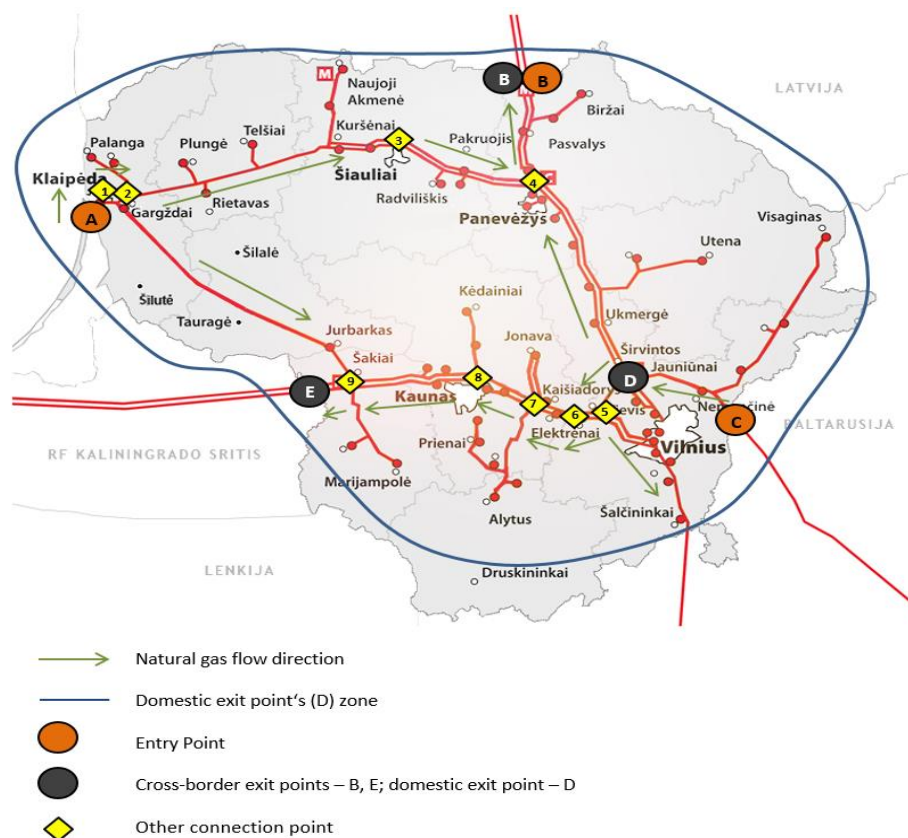 LATVIJA
B
B
M
Naujoji
Akmenė
Biržai
Palanga
Plungė
Telšiai
Kuršėnai
Pakruojis
Pasvalys
3
Klaipėda
Šiauliai
1
2
4
Rietavas
Radviliškis
Gargždai
Panevėžys
Visaginas
A
Šilalė
Utena
Šilutė
Kėdainiai
Tauragė
Ukmergė
Jurbarkas
Jonava
Širvintos
Šakiai
Jauniūnai
E
9
8
D
Kaunas
7
6
5
C
BALTARUSIJA
Elektrėnai
Prienai
Vilnius
RF KALININGRADO SRITIS
Marijampolė
Alytus
Šalčininkai
LENKIJA
Druskininkai
Natural gas flow direction
Domestic exit point's (D) zone
Entry Point
Cross-border exit points – B, E; domestic exit point – D
Other connection point